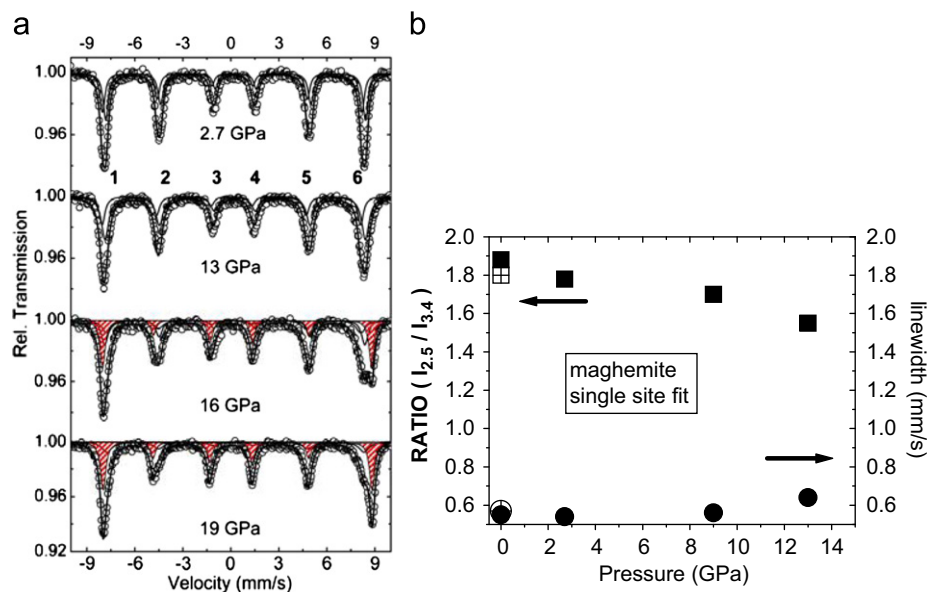 a
-9 -6 -3 0 3 6 9
1.00
0.96
2.7 GPa
1 2 3 4 5 6
1.00
0.96
13 GPa
1.00
0.96
16 GPa
1.00
0.96
0.92
19 GPa
-9 -6 -3 0 3 6 9
Velocity (mm/s)
Rel. Transmission
b
2.0
1.8
1.6
1.4
1.2
1.0
0.8
0.6
RATIO ( I2.5 / I3.4 )
maghemite
single site fit
2.0
1.8
1.6
1.4
1.2
1.0
0.8
0.6
linewidth (mm/s)
0 2 4 6 8 10 12 14
Pressure (GPa)